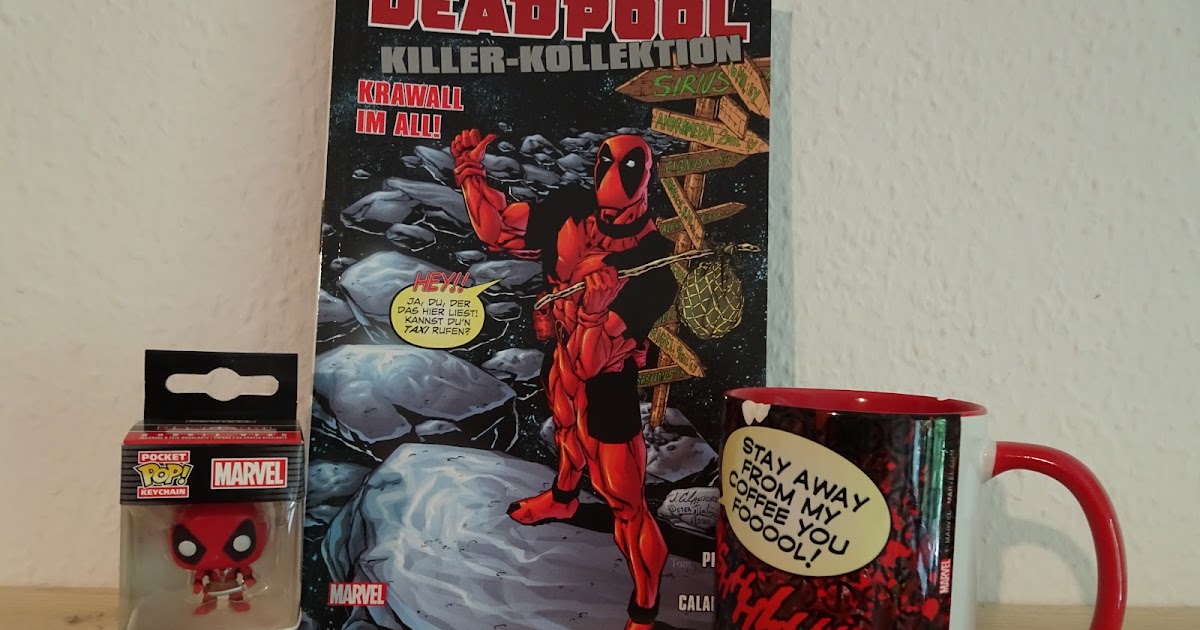 DEADPOOL
KILLER-KOLLEKTION
KRAWALL
IM ALL!
SIRIUS
ANDROMEDA
HEY!!
JA, DU, DER
DAS HIER LIEST!
KANNST DU'N
TAXI RUFEN?
MARVEL
POCKET
POP!
KEYCHAIN
MARVEL
STAY AWAY
FROM MY
COFFEE YOU
FOOOOL!
MARVEL